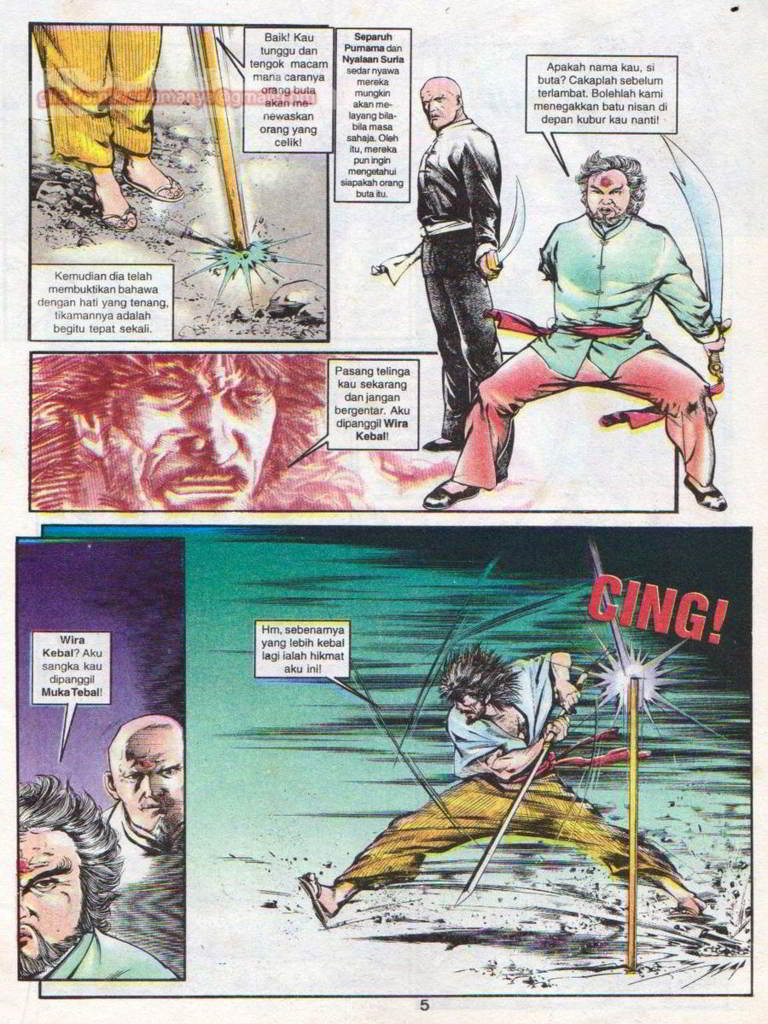 Baik! Kau
tunggu dan
tengok macam
mana caranya
orang buta
akan me-
newaskan
orang yang
celik!
Kemudian dia telah
membuktikan bahawa
dengan hati yang tenang,
tikamannya adalah
begitu tepat sekali.
Separuh
Purnama dan
Nyalaan Suria
sedar nyawa
mereka
mungkin
akan me-
layang bila-
bila masa
sahaja. Oleh
itu, mereka
pun ingin
mengetahui
siapakah orang
buta itu.
Apakah nama kau, si
buta? Cakaplah sebelum
terlambat. Bolehlah kami
menegakkan batu nisan di
depan kubur kau nanti!
Pasang telinga
kau sekarang
dan jangan
bergentar. Aku
dipanggil Wira
Kebal!
Wira
Kebal? Aku
sangka kau
dipanggil
Muka Tebal!
Hm, sebenarnya
yang lebih kebal
lagi ialah hikmat
aku ini!
CING!
5